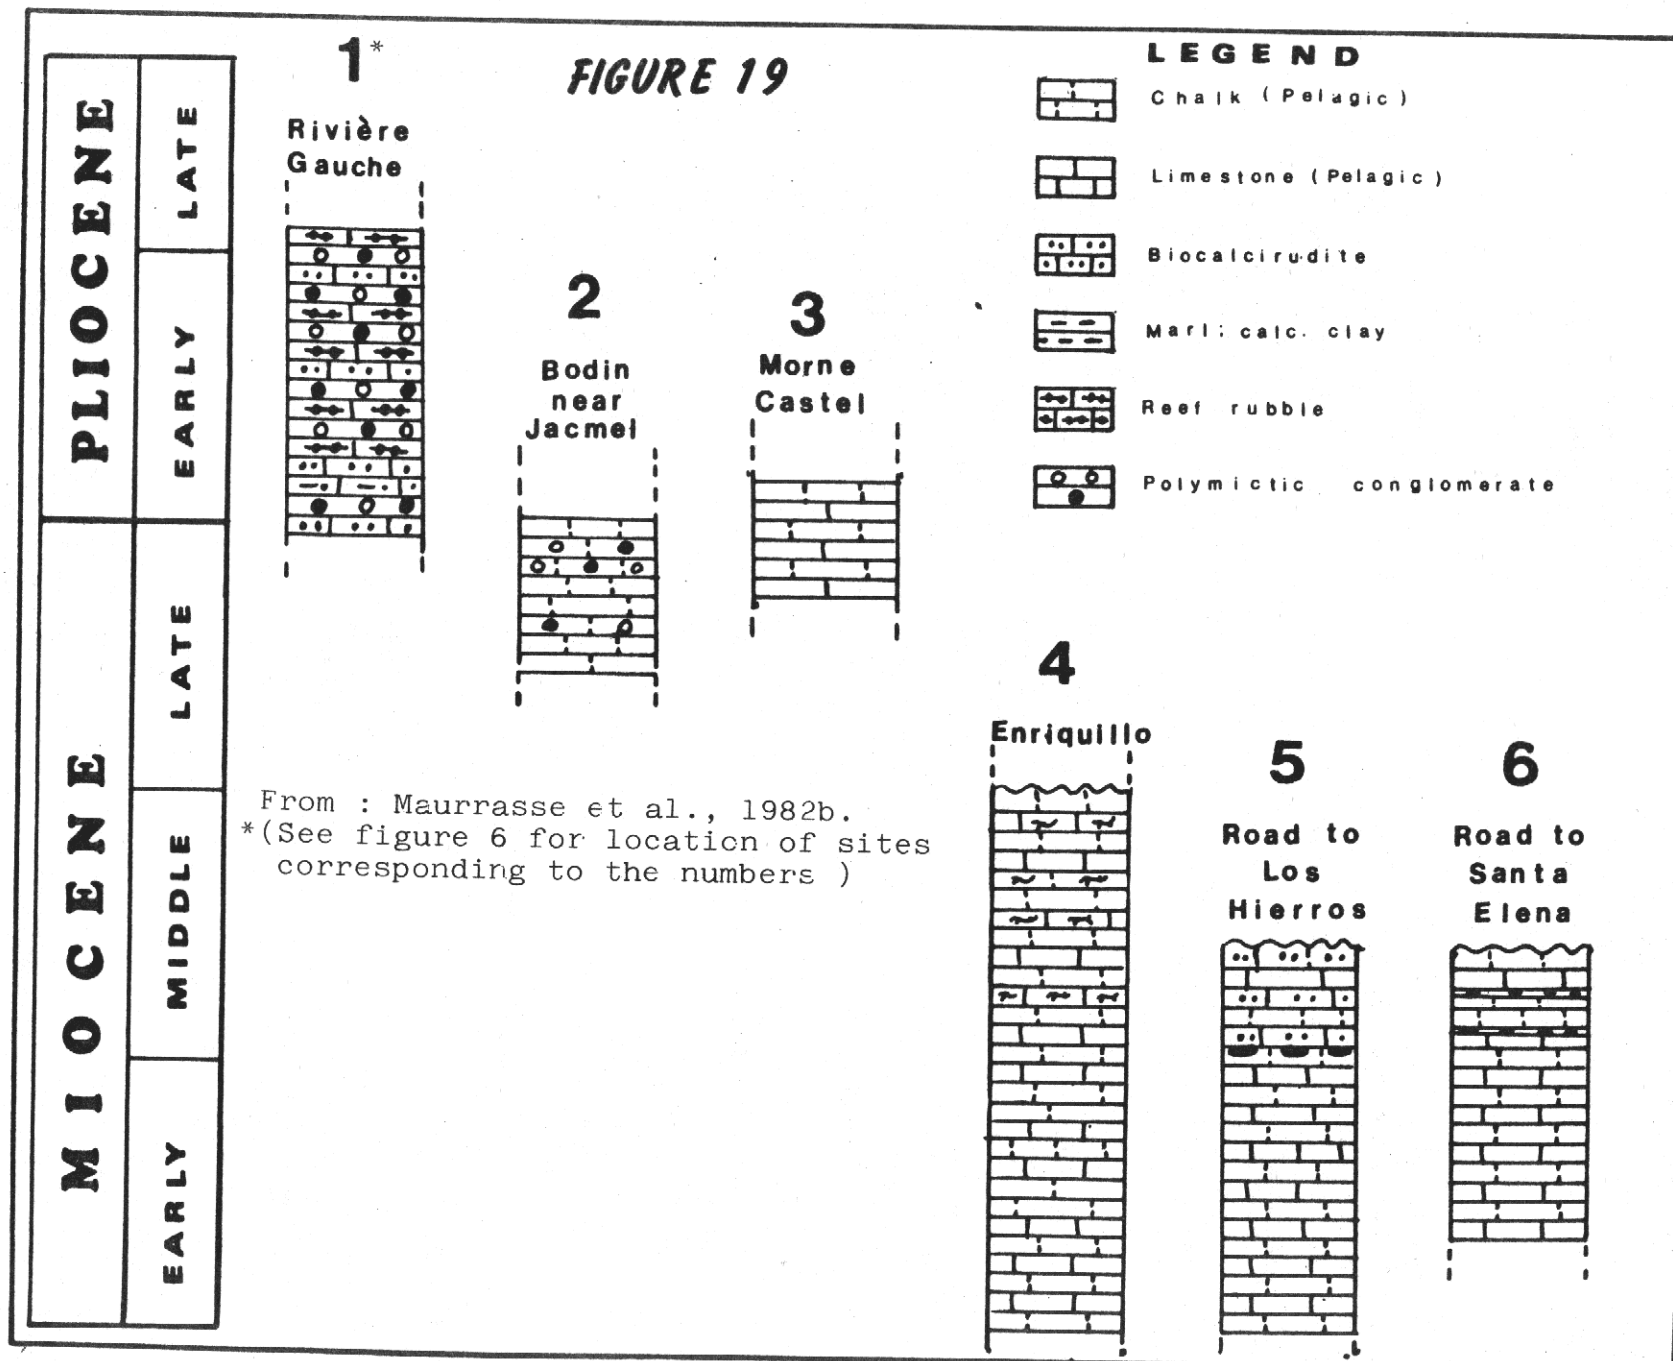 FIGURE 19
PLIOCENE
LATE
EARLY
MIOCENE
LATE
MIDDLE
EARLY
1*
Rivière
Gauche
2
Bodin
near
Jacmel
3
Morne
Castel
4
Enriquillo
5
Road to
Los
Hierros
6
Road to
Santa
Elena
LEGEND
Chalk (Pelagic)
Limestone (Pelagic)
Biocalcirudite
Marl; calc. clay
Reef rubble
Polymictic conglomerate
From : Maurrasse et al., 1982b.
*(See figure 6 for location of sites
corresponding to the numbers )